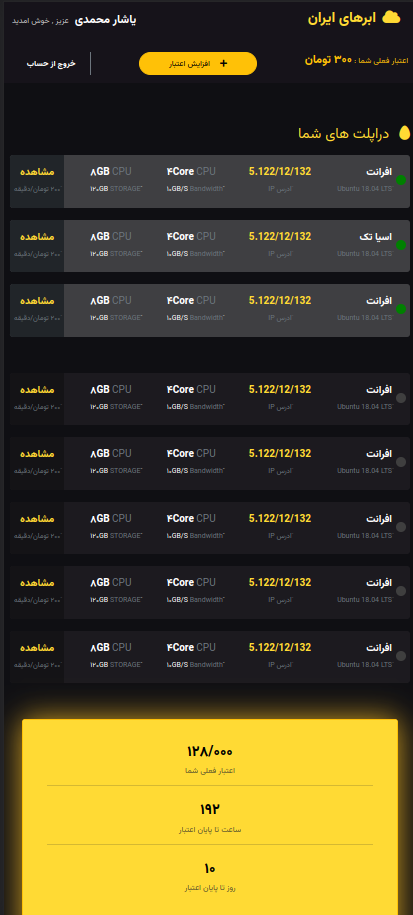 ابرهای ایران
یاشار محمدی عزیز , خوش امدید
اعتبار فعلی شما : ۳۰۰ تومان
افزایش اعتبار +
خروج از حساب
دراپلت های شما
افرانت 5.122/12/132 ۴Core CPU ۸GB CPU مشاهده
Ubuntu 18.04 LTS آدرس IP ۱۰GB/S Bandwidth" ۱۲۰GB STORAGE" ۲۰۰ تومان/دقیقه
اسیا تک 5.122/12/132 ۴Core CPU ۸GB CPU مشاهده
Ubuntu 18.04 LTS آدرس IP ۱۰GB/S Bandwidth" ۱۲۰GB STORAGE" ۲۰۰ تومان/دقیقه
افرانت 5.122/12/132 ۴Core CPU ۸GB CPU مشاهده
Ubuntu 18.04 LTS آدرس IP ۱۰GB/S Bandwidth" ۱۲۰GB STORAGE" ۲۰۰ تومان/دقیقه
افرانت 5.122/12/132 ۴Core CPU ۸GB CPU مشاهده
Ubuntu 18.04 LTS آدرس IP ۱۰GB/S Bandwidth" ۱۲۰GB STORAGE" ۲۰۰ تومان/دقیقه
افرانت 5.122/12/132 ۴Core CPU ۸GB CPU مشاهده
Ubuntu 18.04 LTS آدرس IP ۱۰GB/S Bandwidth" ۱۲۰GB STORAGE" ۲۰۰ تومان/دقیقه
افرانت 5.122/12/132 ۴Core CPU ۸GB CPU مشاهده
Ubuntu 18.04 LTS آدرس IP ۱۰GB/S Bandwidth" ۱۲۰GB STORAGE" ۲۰۰ تومان/دقیقه
افرانت 5.122/12/132 ۴Core CPU ۸GB CPU مشاهده
Ubuntu 18.04 LTS آدرس IP ۱۰GB/S Bandwidth" ۱۲۰GB STORAGE" ۲۰۰ تومان/دقیقه
افرانت 5.122/12/132 ۴Core CPU ۸GB CPU مشاهده
Ubuntu 18.04 LTS آدرس IP ۱۰GB/S Bandwidth" ۱۲۰GB STORAGE" ۲۰۰ تومان/دقیقه
۱۲۸/۰۰۰
اعتبار فعلی شما
۱۹۲
ساعت تا پایان اعتبار
۱۰
روز تا پایان اعتبار